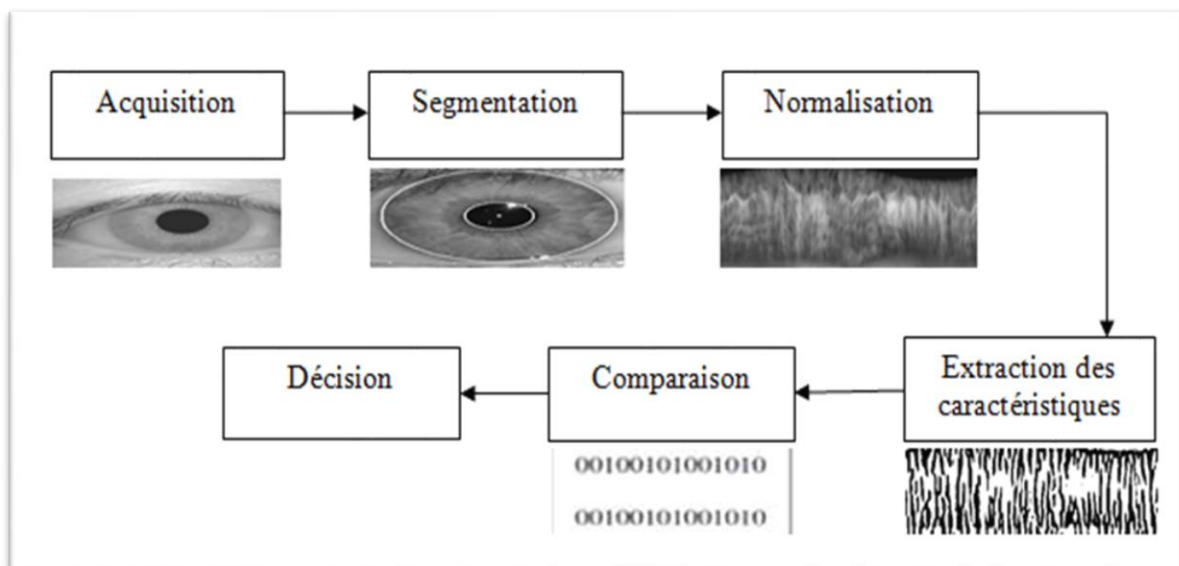 Acquisition
Segmentation
Normalisation
Extraction des
caractéristiques
Comparaison
Décision
00100101001010
00100101001010